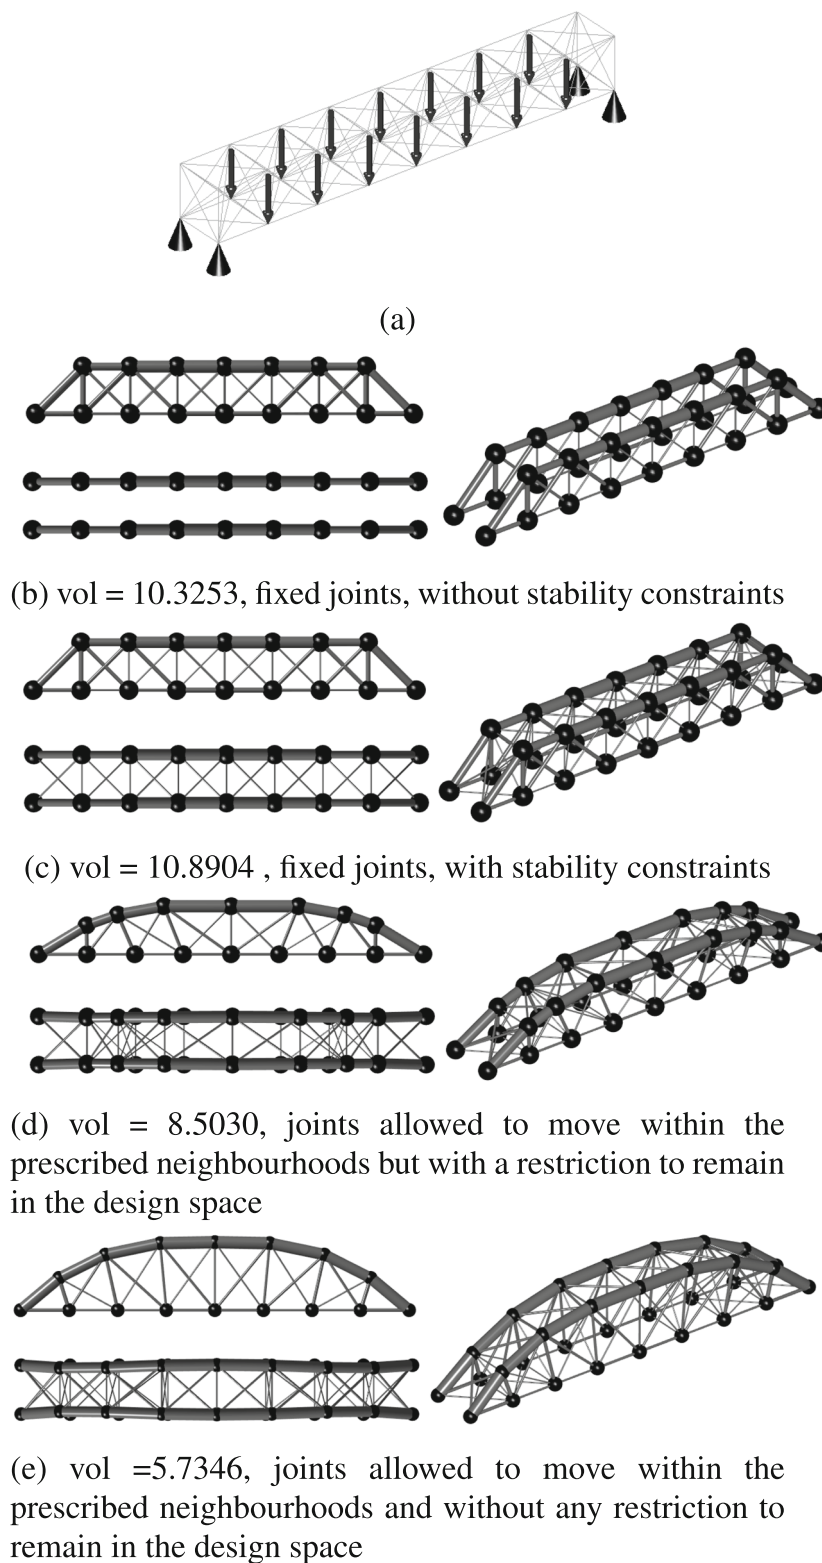 (a)
(b) vol = 10.3253, fixed joints, without stability constraints
(c) vol = 10.8904 , fixed joints, with stability constraints
(d) vol = 8.5030, joints allowed to move within the
prescribed neighbourhoods but with a restriction to remain
in the design space
(e) vol =5.7346, joints allowed to move within the
prescribed neighbourhoods and without any restriction to
remain in the design space